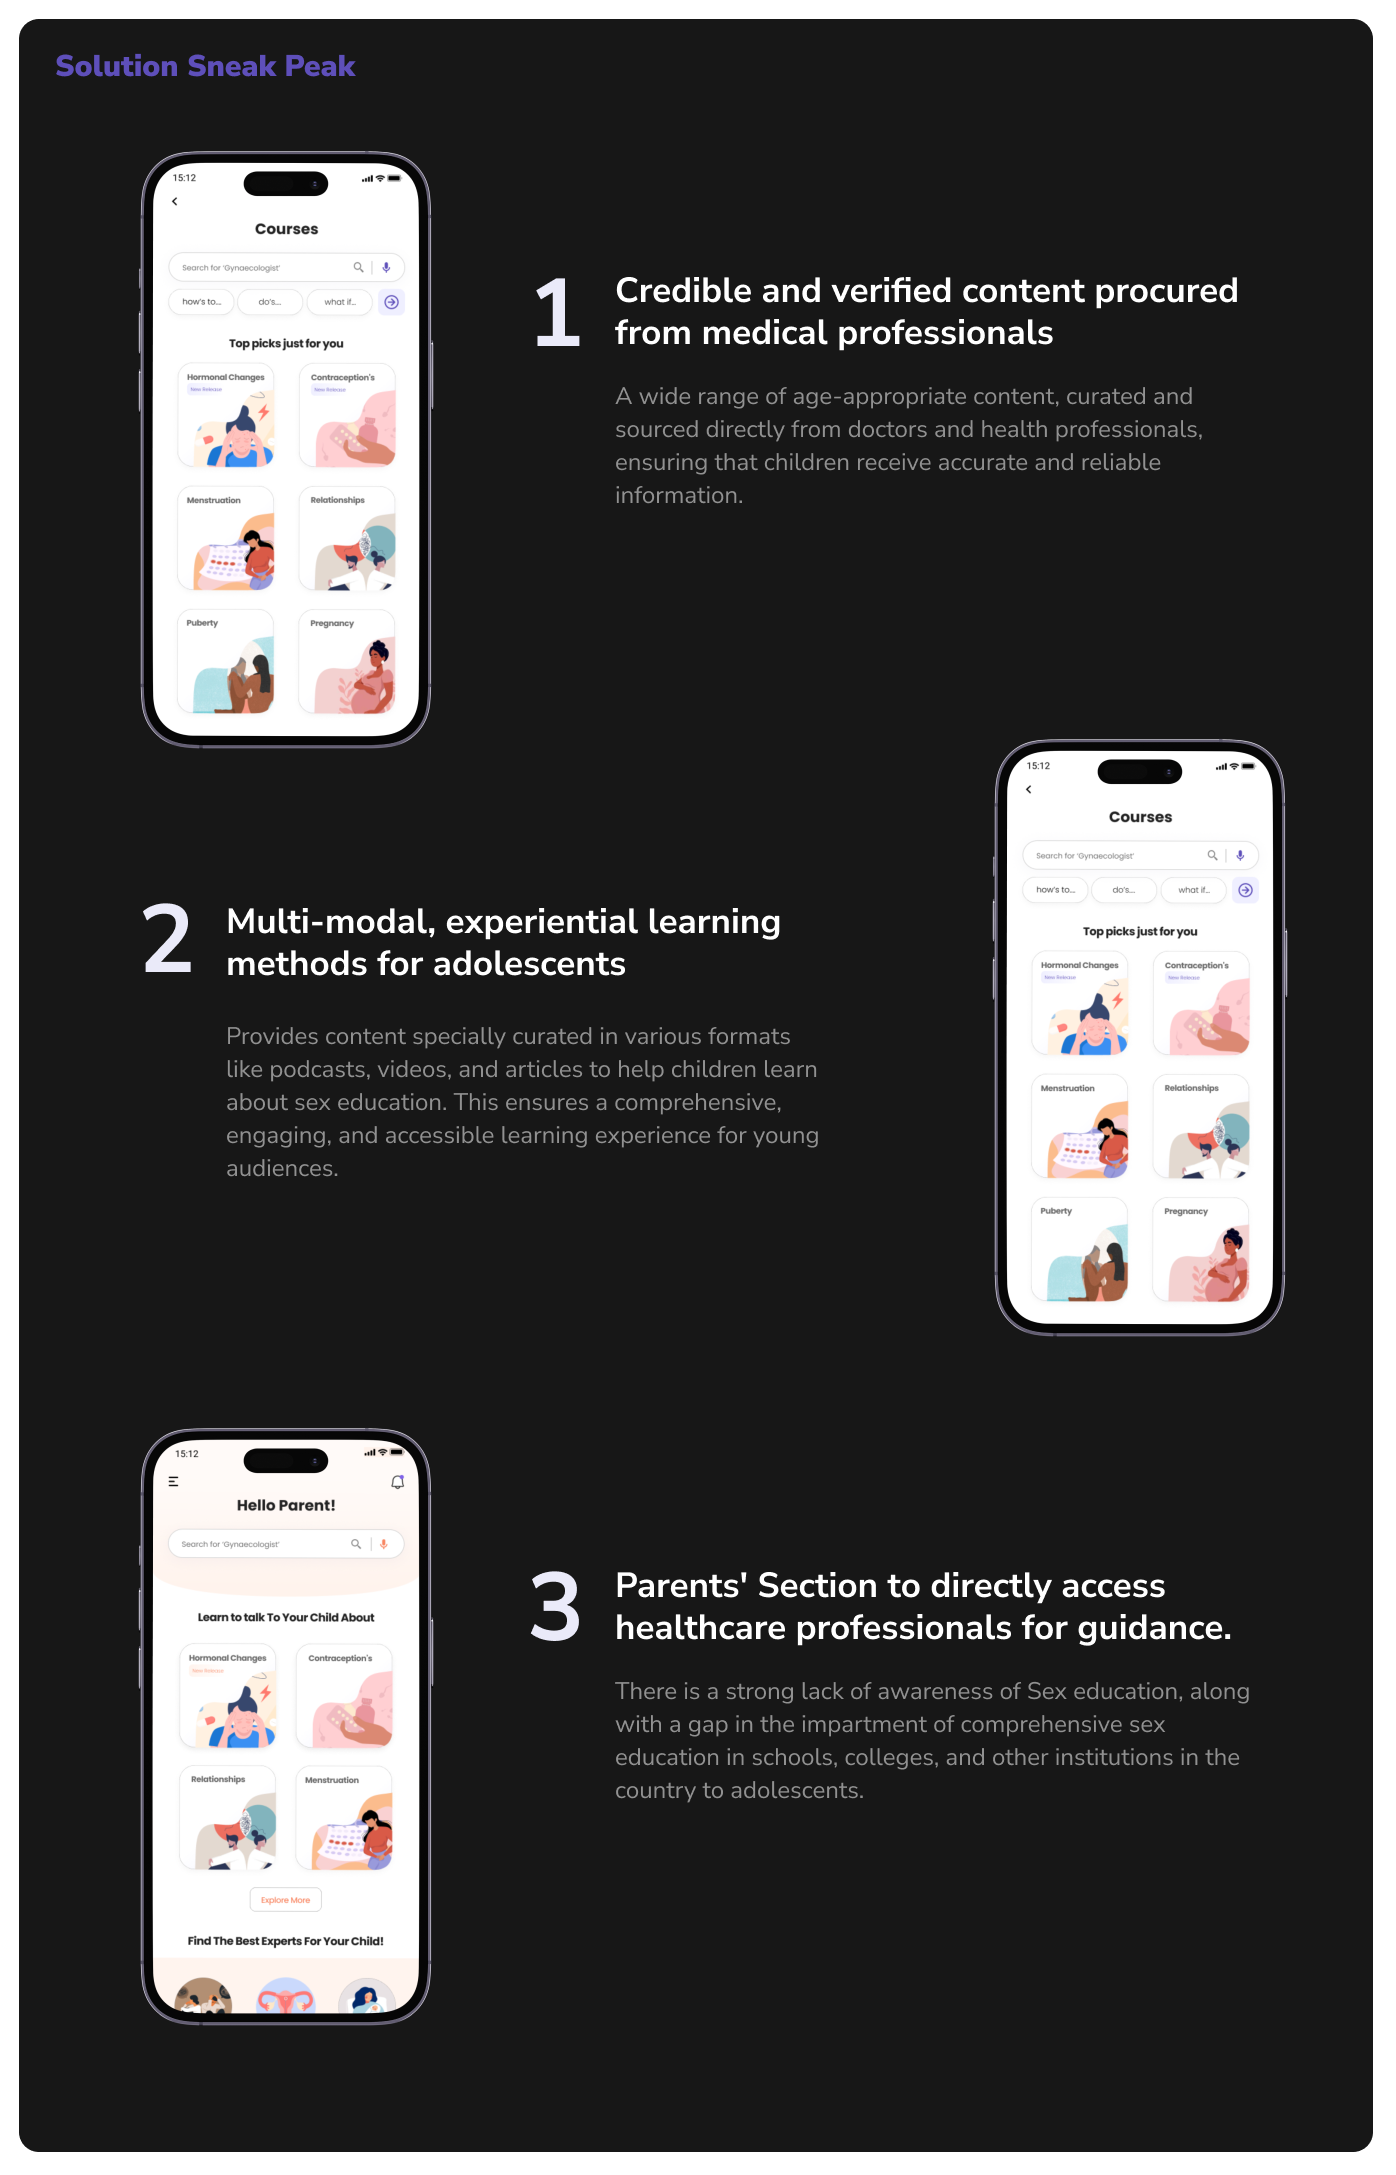 Solution Sneak Peak
15:12
Courses
Search for 'Gynaecologist'
how's to...
do's....
what if..
Top picks just for you
Hormonal Changes
New Release
Contraception's
New Release
Menstruation
Relationships
Puberty
Pregnancy
1
Credible and verified content procured
from medical professionals
A wide range of age-appropriate content, curated and
sourced directly from doctors and health professionals,
ensuring that children receive accurate and reliable
information.
2
Multi-modal, experiential learning
methods for adolescents
Provides content specially curated in various formats
like podcasts, videos, and articles to help children learn
about sex education. This ensures a comprehensive,
engaging, and accessible learning experience for young
audiences.
15:12
Courses
Search for 'Gynaecologist'
how's to...
do's....
what if..
Top picks just for you
Hormonal Changes
New Release
Contraception's
New Release
Menstruation
Relationships
Puberty
Pregnancy
15:12
Hello Parent!
Search for 'Gynaecologist'
Learn to talk To Your Child About
Hormonal Changes
New Release
Contraception's
Relationships
Menstruation
Explore More
Find The Best Experts For Your Child!
3
Parents' Section to directly access
healthcare professionals for guidance.
There is a strong lack of awareness of Sex education, along
with a gap in the impartment of comprehensive sex
education in schools, colleges, and other institutions in the
country to adolescents.